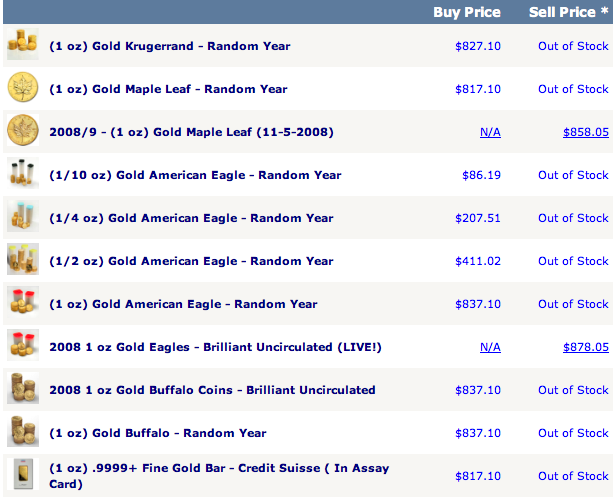 Buy Price Sell Price *
(1 oz) Gold Krugerrand - Random Year $827.10 Out of Stock
(1 oz) Gold Maple Leaf - Random Year $817.10 Out of Stock
2008/9 - (1 oz) Gold Maple Leaf (11-5-2008) N/A $858.05
(1/10 oz) Gold American Eagle - Random Year $86.19 Out of Stock
(1/4 oz) Gold American Eagle - Random Year $207.51 Out of Stock
(1/2 oz) Gold American Eagle - Random Year $411.02 Out of Stock
(1 oz) Gold American Eagle - Random Year $837.10 Out of Stock
2008 1 oz Gold Eagles - Brilliant Uncirculated (LIVE!) N/A $878.05
2008 1 oz Gold Buffalo Coins - Brilliant Uncirculated $837.10 Out of Stock
(1 oz) Gold Buffalo - Random Year $837.10 Out of Stock
(1 oz) .9999+ Fine Gold Bar - Credit Suisse ( In Assay
Card) $817.10 Out of Stock